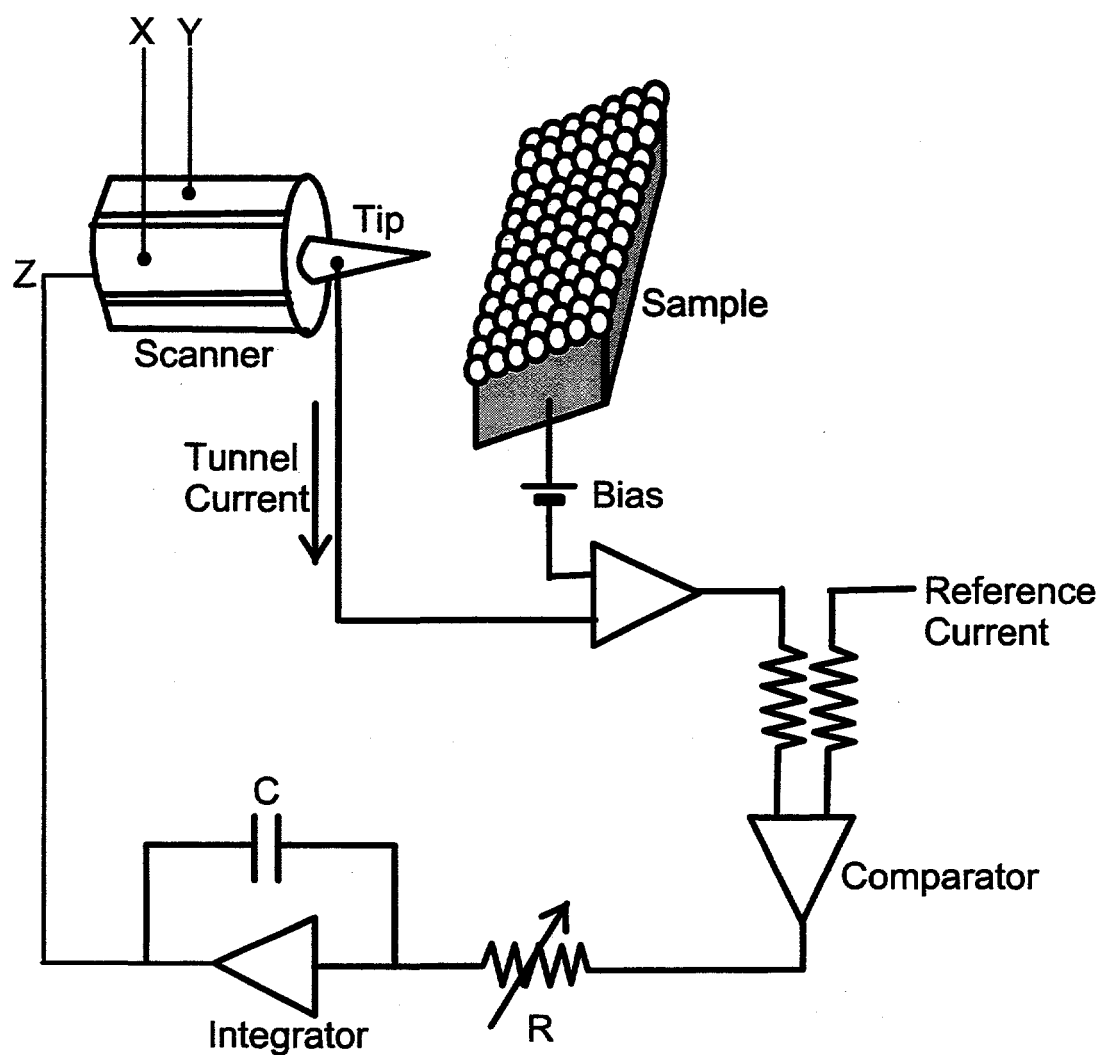 X Y
Tip
Z
Scanner
Sample
Tunnel
Current
Bias
Reference
Current
C
Comparator
Integrator
R